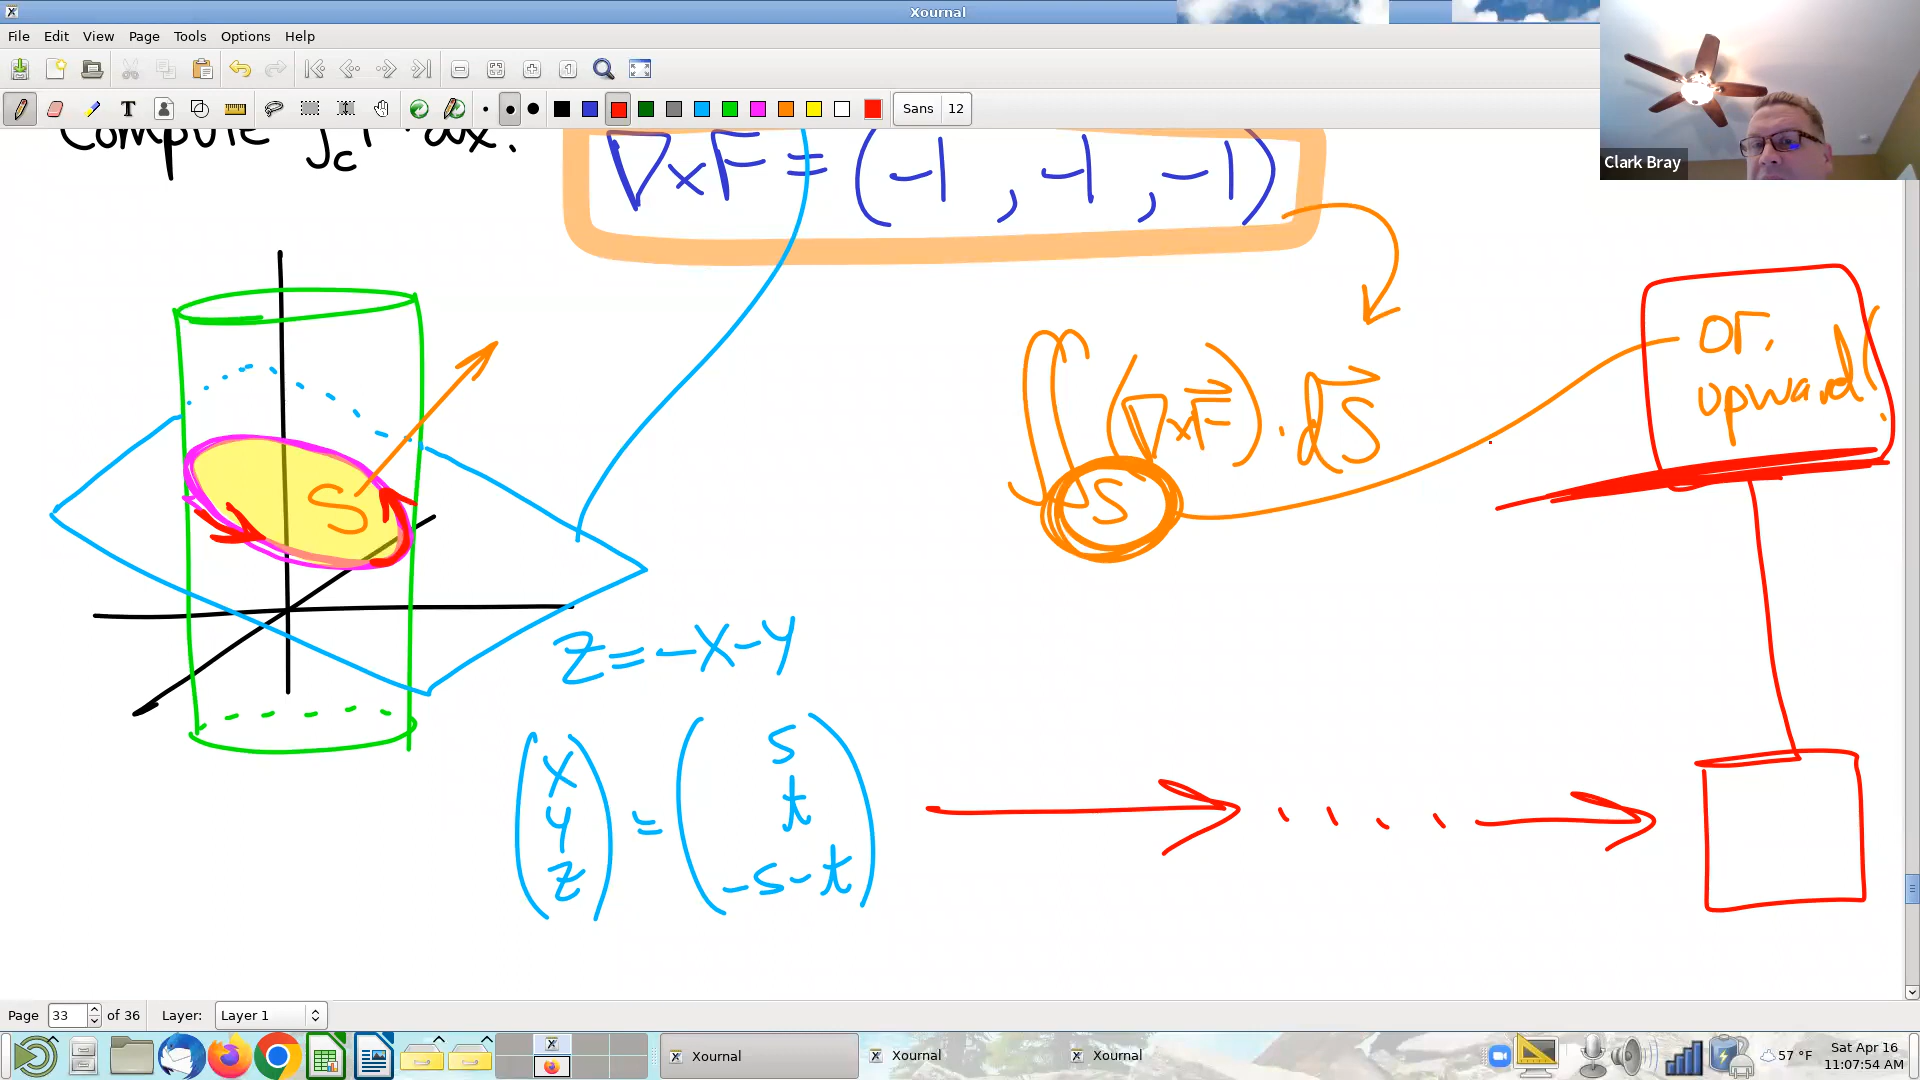 Xournal
File Edit View Page Tools Options Help
Sans 12
Clark Bray
Compute ∫_C F · dx.
∇×F = (-1, -1, -1)
or.
upward!
∬_S (∇×F⃗) · dS⃗
S
z = -x-y
(x y z) = (s t -s-t)
Page 33 of 36 Layer: Layer 1
Xournal Xournal Xournal
57 °F
Sat Apr 16
11:07:54 AM